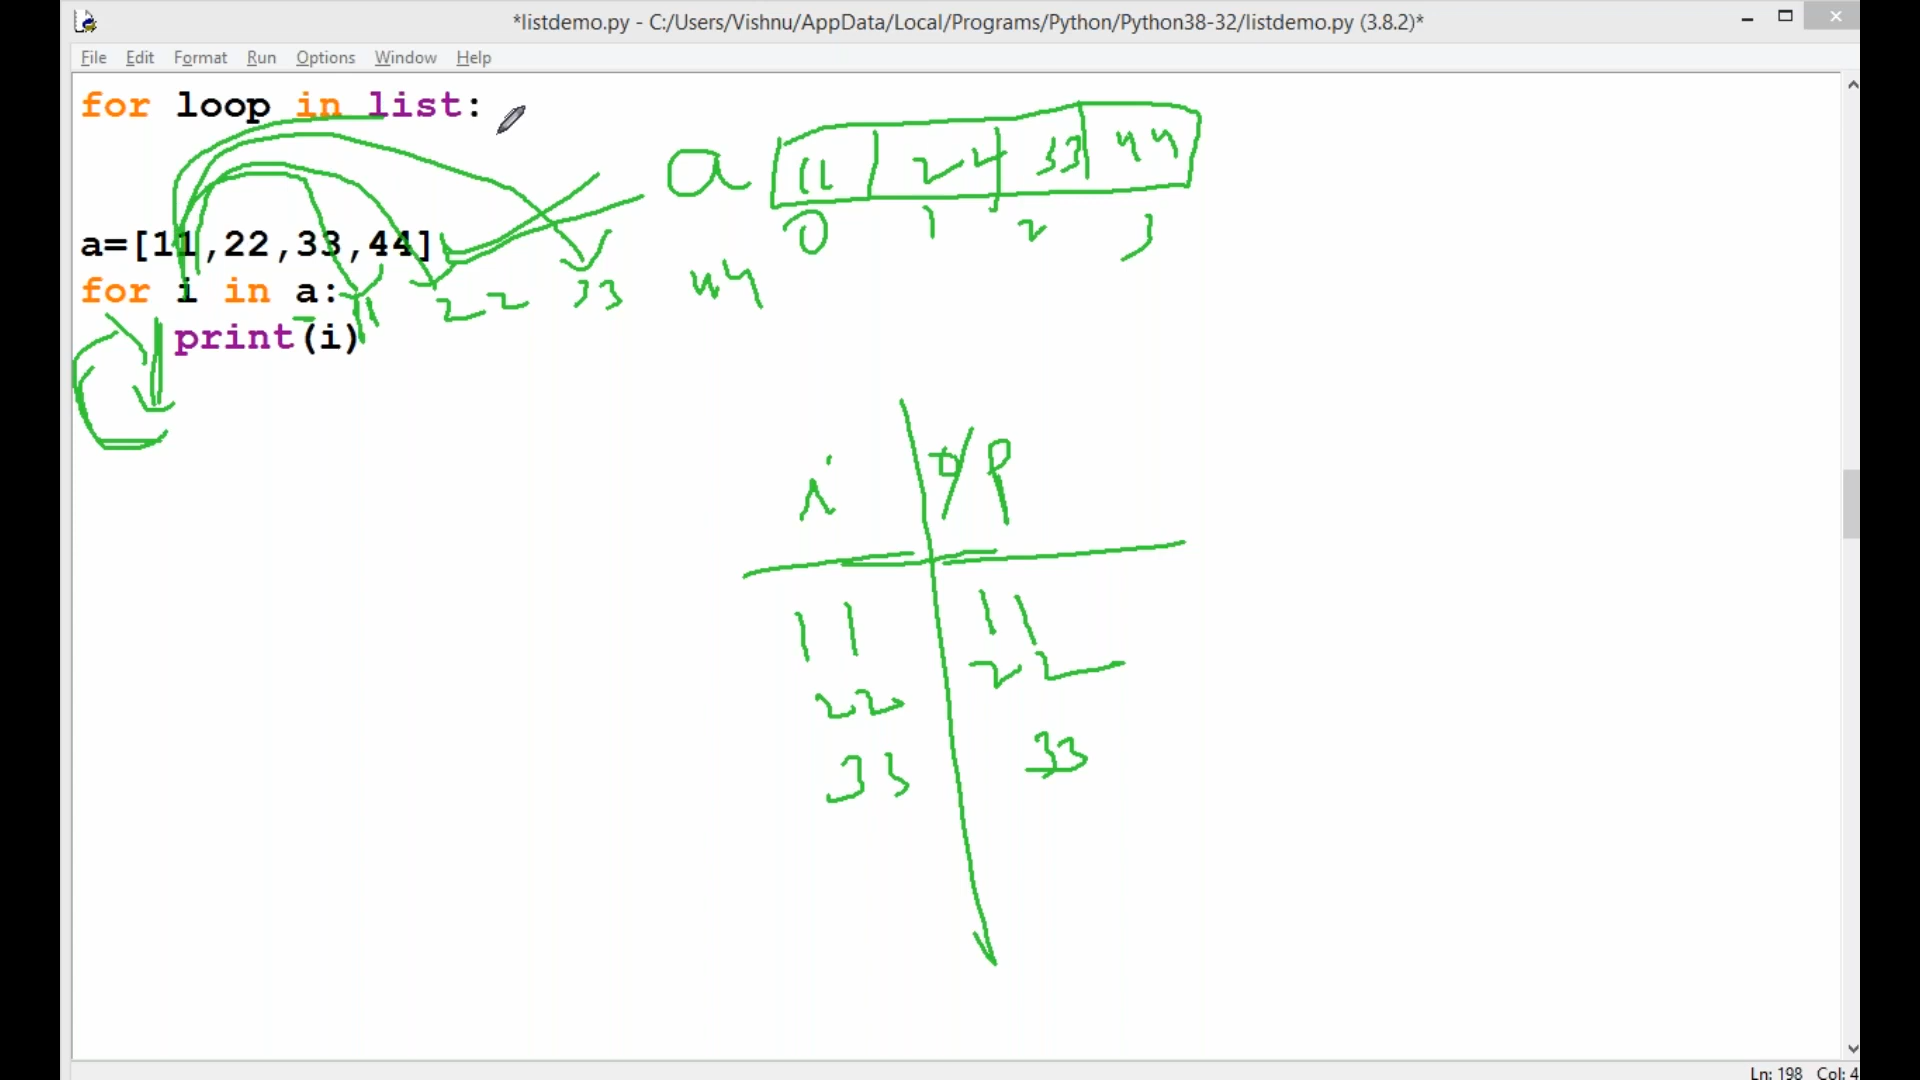 *listdemo.py - C:/Users/Vishnu/AppData/Local/Programs/Python/Python38-32/listdemo.py (3.8.2)*
File Edit Format Run Options Window Help
for loop in list:
a 11 22 33 44
0 1 2 3
a=[11,22,33,44]
for i in a: 11 22 33 44
print(i)
i O/P
11 11
22 22
33 33
Ln: 198 Col: 4